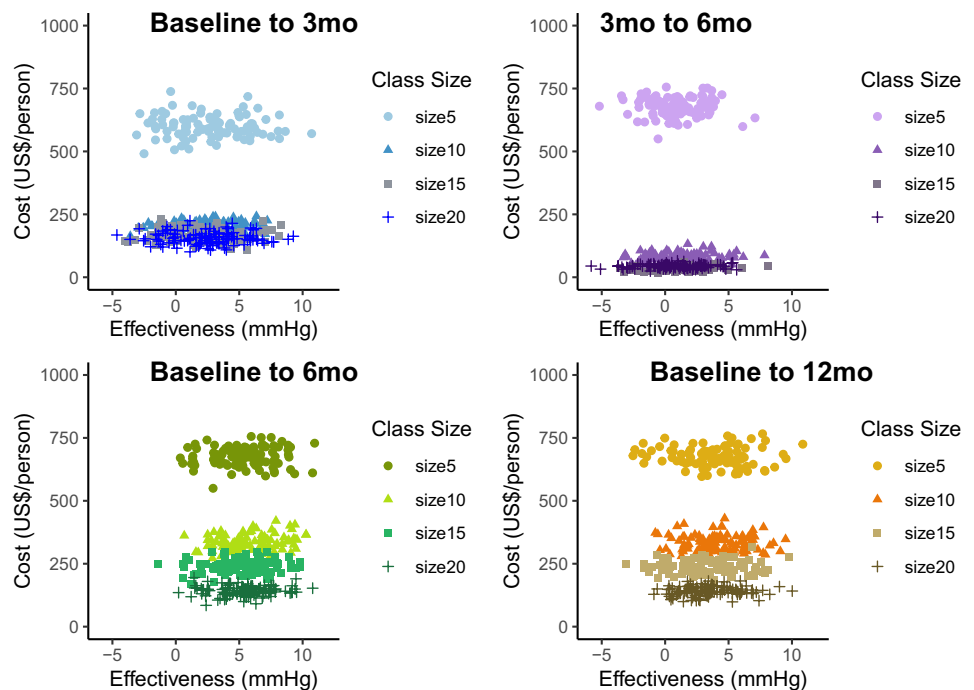 Baseline to 3mo
1000
750
500
250
0
Cost (US$/person)
−5 0 5 10
Effectiveness (mmHg)
Class Size
size5
size10
size15
size20
3mo to 6mo
1000
750
500
250
0
Cost (US$/person)
−5 0 5 10
Effectiveness (mmHg)
Class Size
size5
size10
size15
size20
Baseline to 6mo
1000
750
500
250
0
Cost (US$/person)
−5 0 5 10
Effectiveness (mmHg)
Class Size
size5
size10
size15
size20
Baseline to 12mo
1000
750
500
250
0
Cost (US$/person)
−5 0 5 10
Effectiveness (mmHg)
Class Size
size5
size10
size15
size20